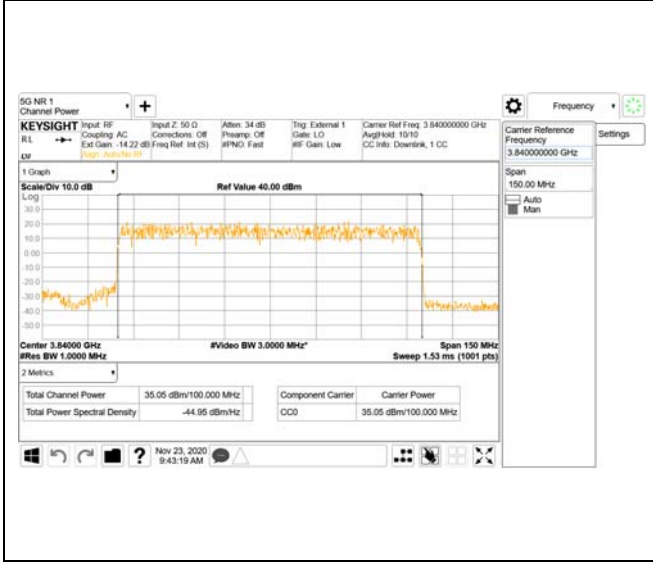 5G NR 1
Channel Power
Frequency
KEYSIGHT
RL
Input: RF
Coupling: AC
Ext Gain: -14.22 dB
Align: Auto/No RF
Input Z: 50 Ω
Corrections: Off
Freq Ref: Int (S)
Atten: 34 dB
Preamp: Off
#PNO: Fast
Trig: External 1
Gate: LO
#IF Gain: Low
Carrier Ref Freq: 3.840000000 GHz
Avg|Hold: 10/10
CC Info: Downlink, 1 CC
Carrier Reference
Frequency
3.840000000 GHz
Settings
Span
150.00 MHz
Auto
Man
1 Graph
Scale/Div 10.0 dB
Ref Value 40.00 dBm
Log
30.0
20.0
10.0
0.00
-10.0
-20.0
-30.0
-40.0
-50.0
Center 3.84000 GHz
#Video BW 3.0000 MHz*
Span 150 MHz
#Res BW 1.0000 MHz
Sweep 1.53 ms (1001 pts)
2 Metrics
Total Channel Power 35.05 dBm/100.000 MHz
Total Power Spectral Density -44.95 dBm/Hz
Component Carrier Carrier Power
CC0 35.05 dBm/100.000 MHz
Nov 23, 2020
9:43:19 AM